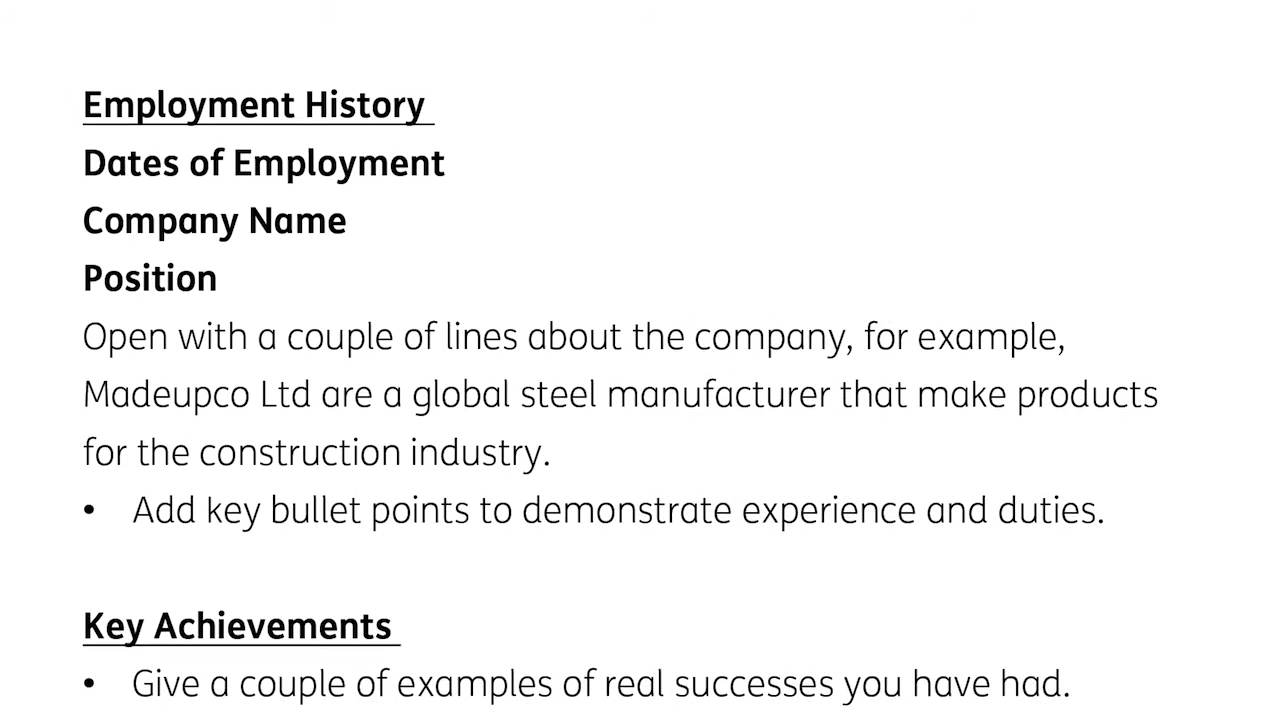 Employment History
Dates of Employment
Company Name
Position
Open with a couple of lines about the company, for example,
Madeupco Ltd are a global steel manufacturer that make products
for the construction industry.
• Add key bullet points to demonstrate experience and duties.
Key Achievements
• Give a couple of examples of real successes you have had.